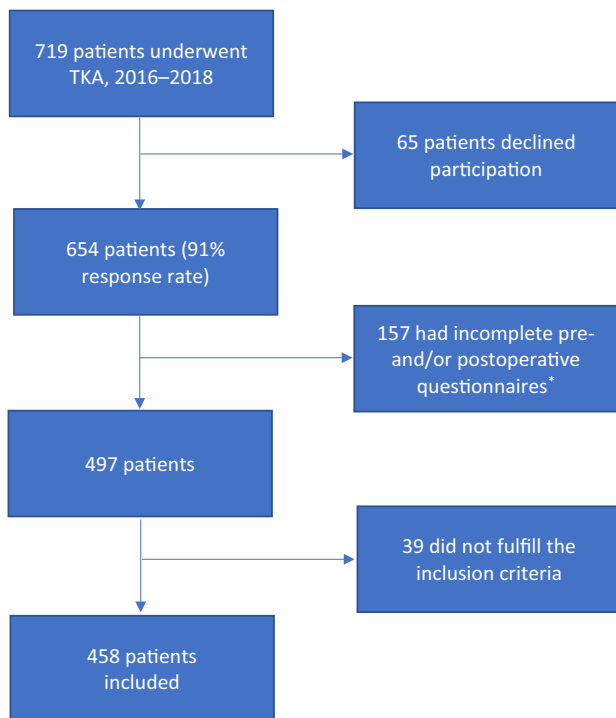 719 patients underwent
TKA, 2016–2018
65 patients declined
participation
654 patients (91%
response rate)
157 had incomplete pre-
and/or postoperative
questionnaires*
497 patients
39 did not fulfill the
inclusion criteria
458 patients
included